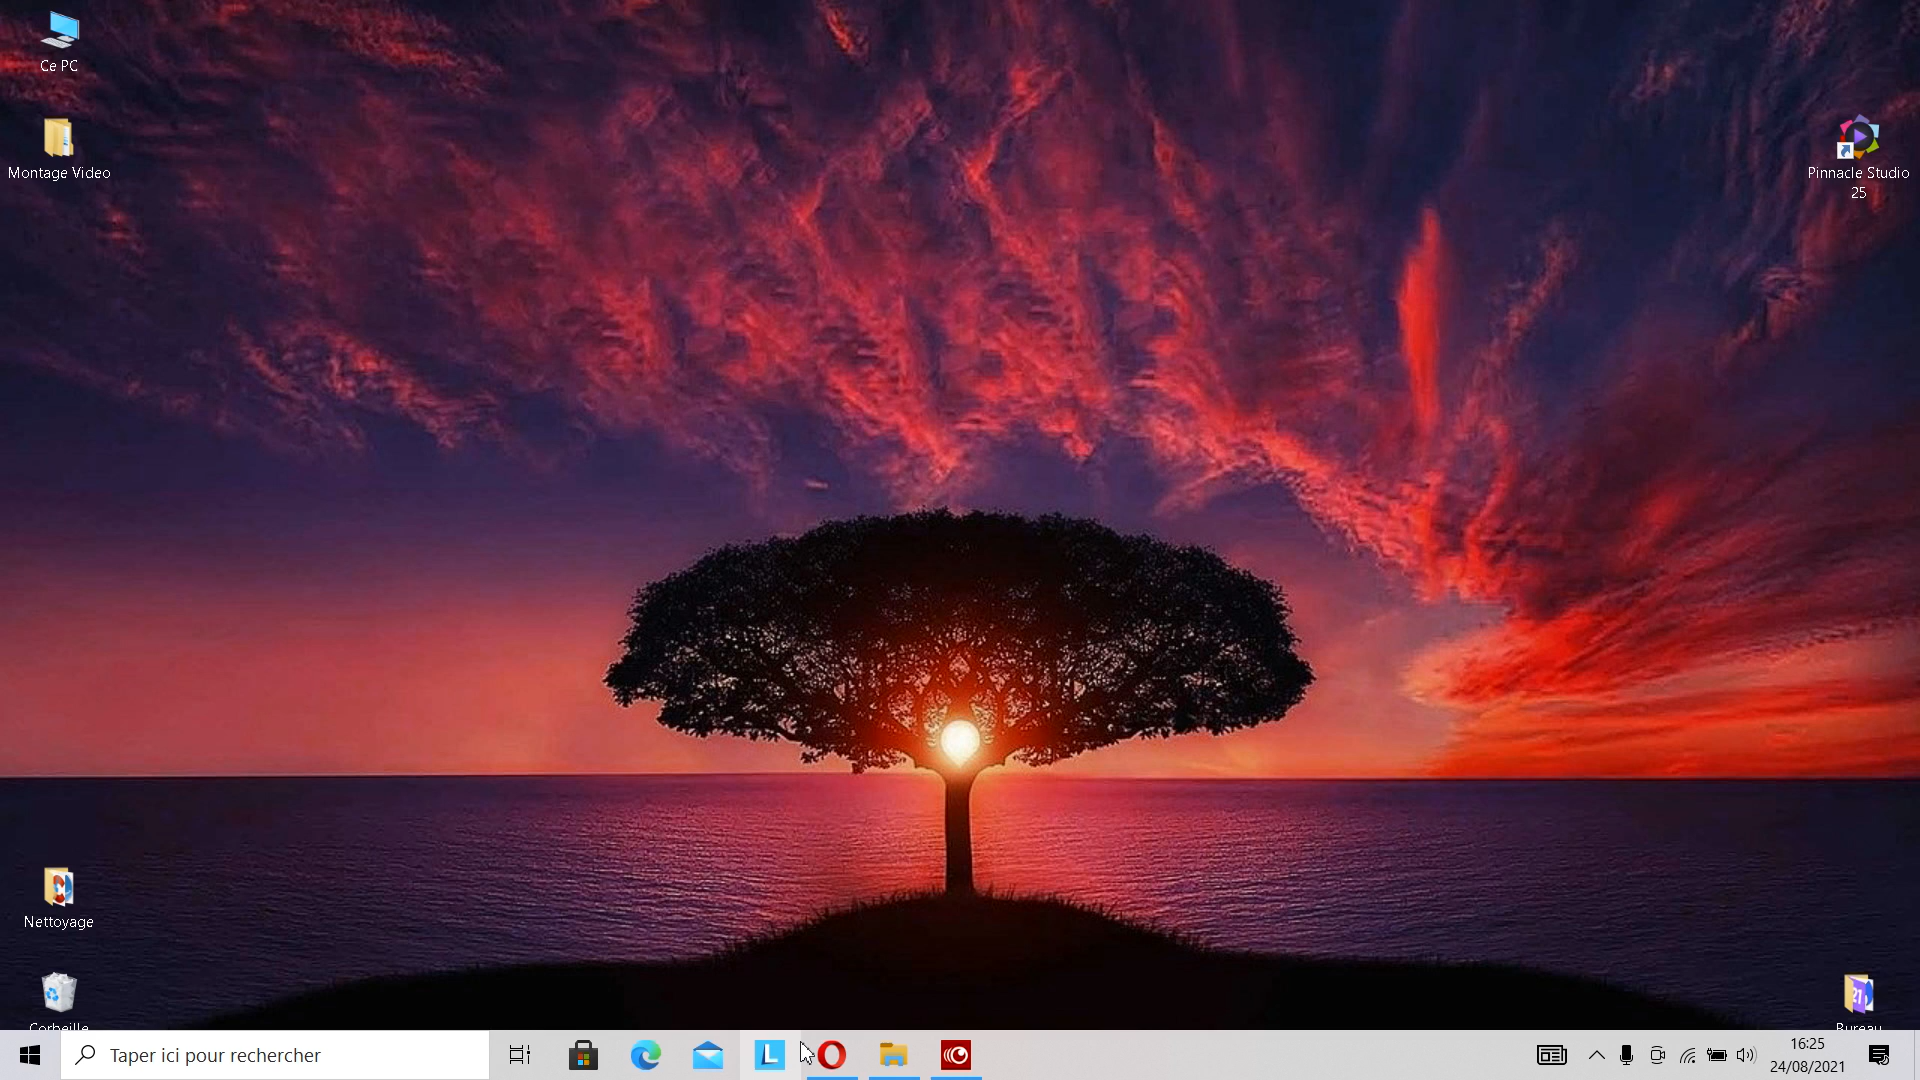 Ce PC
Montage Video
Pinnacle Studio
25
Nettoyage
Corbeille
Bureau
Taper ici pour rechercher
L
16:25
24/08/2021